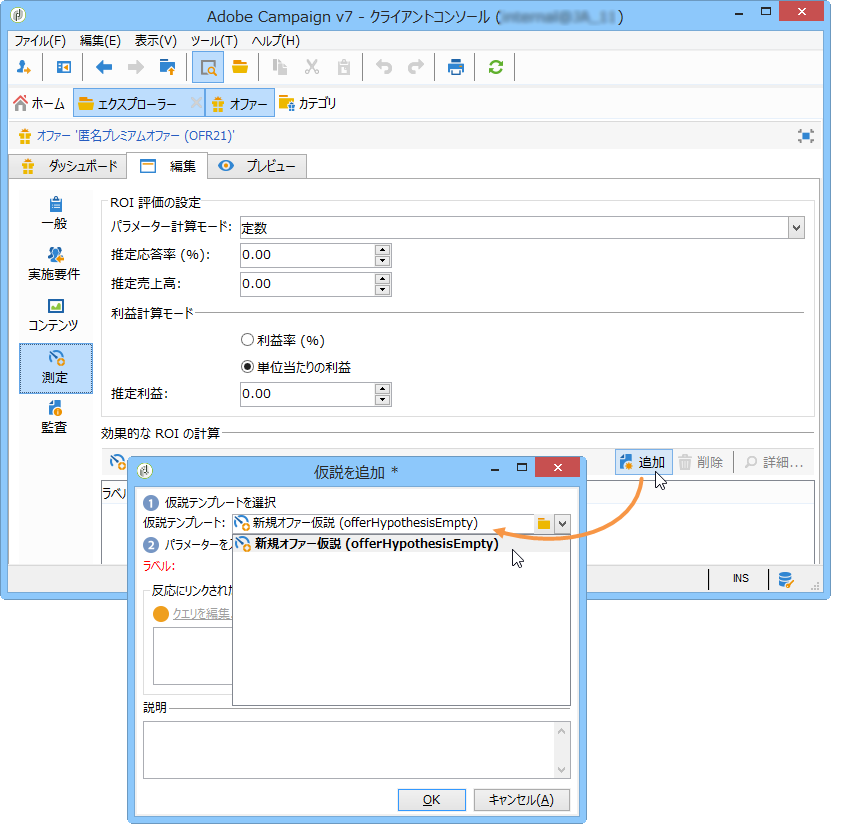 Adobe Campaign v7 - クライアントコンソール (
)
ファイル(F) 編集(E) 表示(V) ツール(T) ヘルプ(H)
ホーム エクスプローラー オファー カテゴリ
オファー '匿名プレミアムオファー (OFR21)'
ダッシュボード 編集 プレビュー
一般
実施要件
コンテンツ
測定
監査
ROI 評価の設定
パラメーター計算モード: 定数
推定応答率 (%): 0.00
推定売上高: 0.00
利益計算モード
利益率 (%)
単位当たりの利益
推定利益: 0.00
効果的な ROI の計算
追加 削除 詳細...
ラベル
INS
仮説を追加 *
1 仮説テンプレートを選択
仮説テンプレート: 新規オファー仮説 (offerHypothesisEmpty)
新規オファー仮説 (offerHypothesisEmpty)
2 パラメーターを
ラベル:
反応にリンクされた
クエリを編集
説明
OK キャンセル(A)